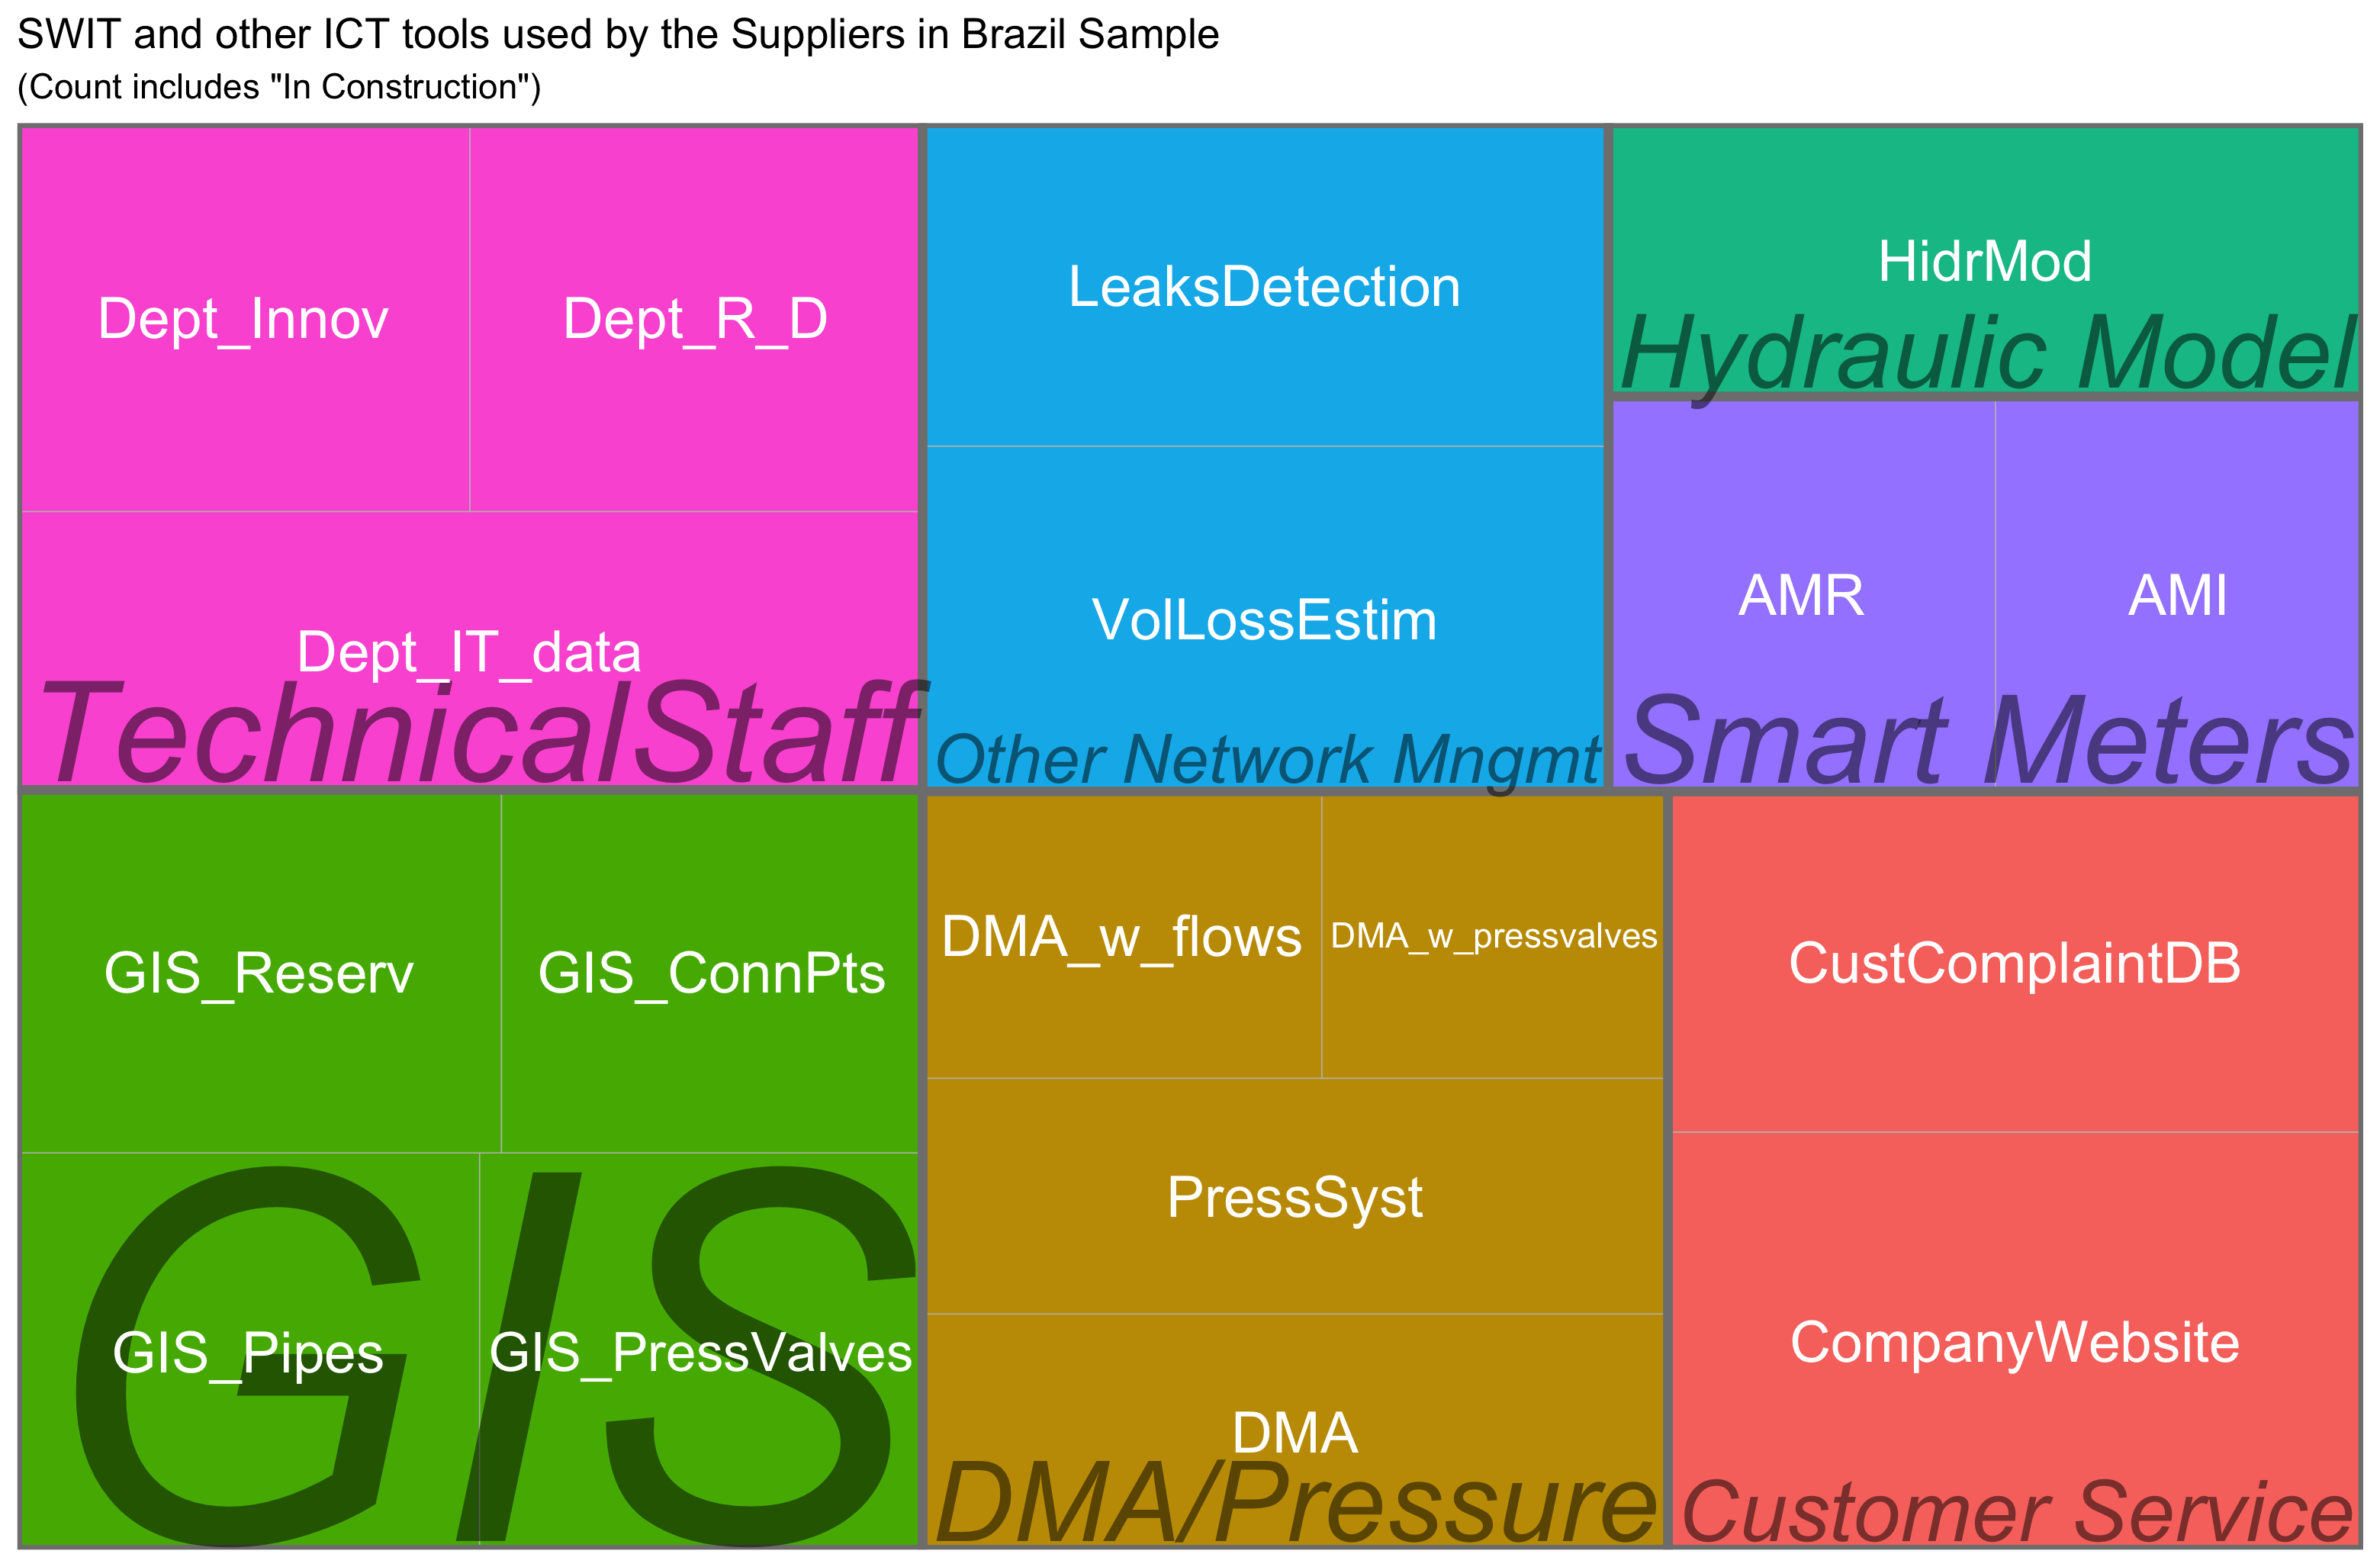 SWIT and other ICT tools used by the Suppliers in Brazil Sample
(Count includes "In Construction")
Dept_Innov
Dept_R_D
Dept_IT_data
TechnicalStaff
LeaksDetection
VolLossEstim
Other Network Mngmt
HidrMod
Hydraulic Model
AMR
AMI
Smart Meters
GIS_Reserv
GIS_ConnPts
GIS_Pipes
GIS_PressValves
GIS
DMA_w_flows
DMA_w_pressvalves
PressSyst
DMA
DMA/Pressure
CustComplaintDB
CompanyWebsite
Customer Service